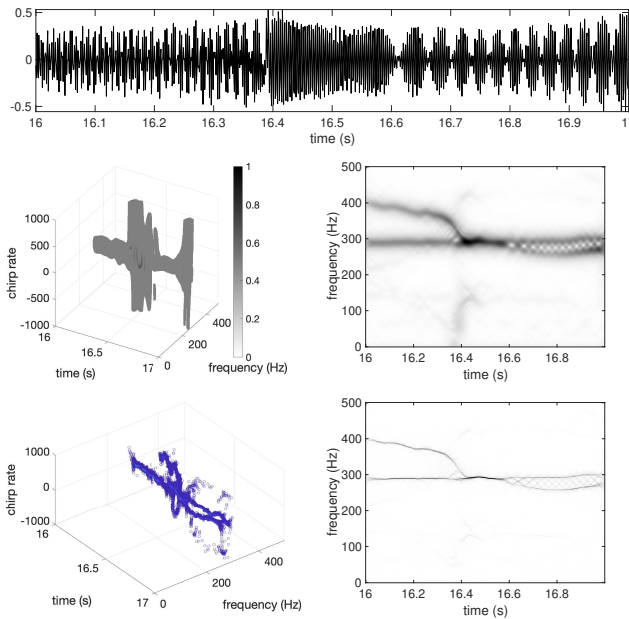 0.5
0
-0.5
16 16.1 16.2 16.3 16.4 16.5 16.6 16.7 16.8 16.9 1
time (s)
1000
500
0
-500
-1000
chirp rate
16
16.5
17
time (s)
0
200
400
frequency (Hz)
1
0.8
0.6
0.4
0.2
0
500
400
300
200
100
0
frequency (Hz)
16 16.2 16.4 16.6 16.8
time (s)
1000
0
-1000
chirp rate
16
16.5
17
time (s)
0
200
400
frequency (Hz)
500
400
300
200
100
0
frequency (Hz)
16 16.2 16.4 16.6 16.8
time (s)